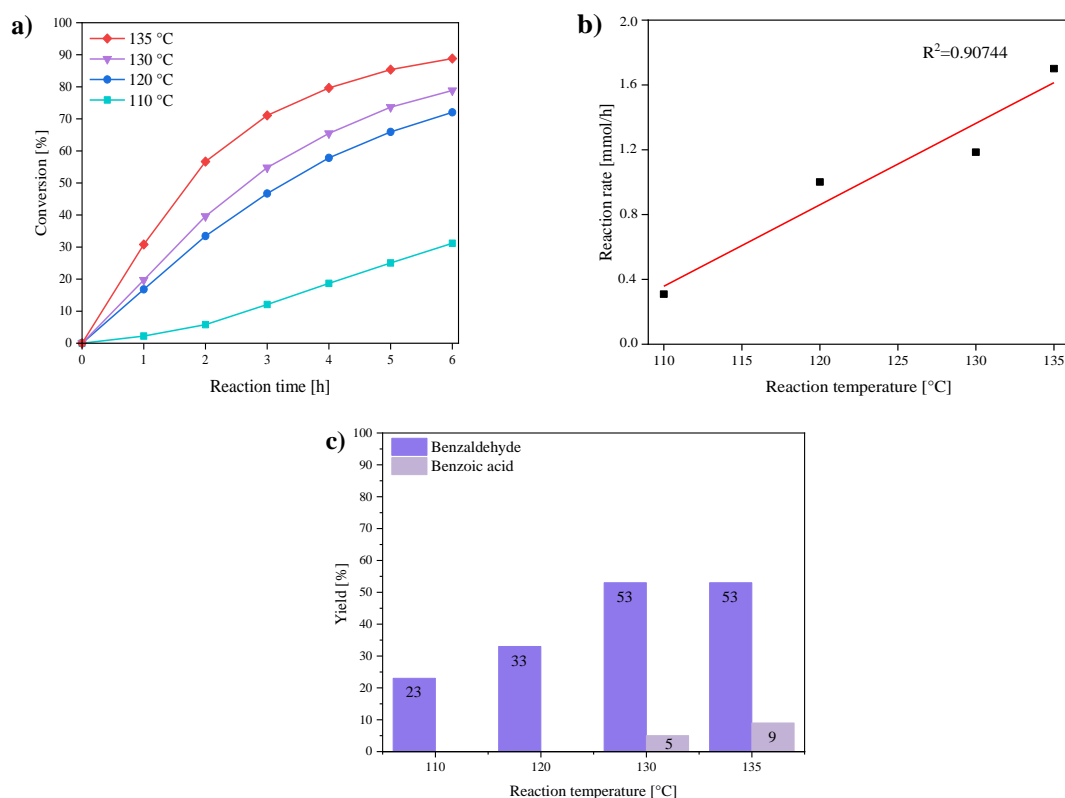 a)
100
90
80
70
60
50
40
30
20
10
0
Conversion [%]
135 °C
130 °C
120 °C
110 °C
0 1 2 3 4 5 6
Reaction time [h]
b)
2.0
1.6
1.2
0.8
0.4
0.0
Reaction rate [mmol/h]
R²=0.90744
110 115 120 125 130 135
Reaction temperature [°C]
c)
100
90
80
70
60
50
40
30
20
10
0
Yield [%]
Benzaldehyde
Benzoic acid
23
33
53
5
53
9
110 120 130 135
Reaction temperature [°C]